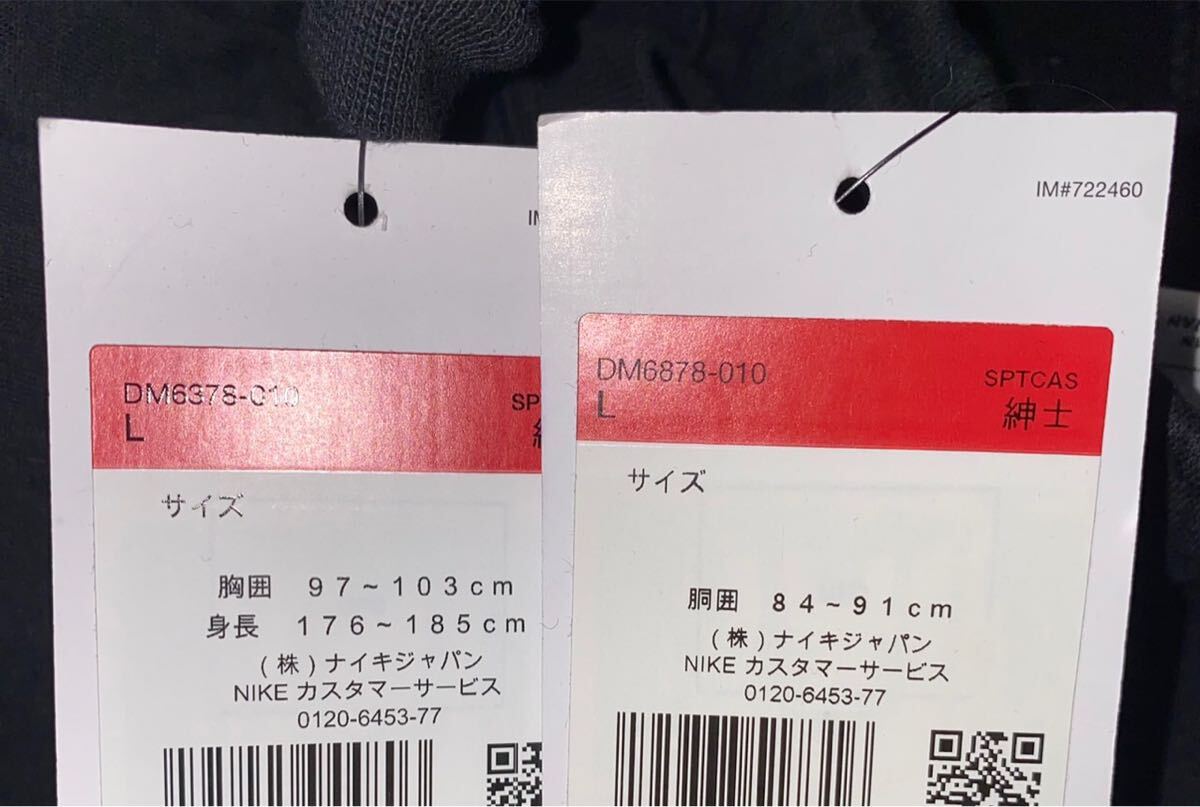 DM6378-010
L
サイズ
胸囲 97~103cm
身長 176~185cm
(株)ナイキジャパン
NIKE カスタマーサービス
0120-6453-77
IM#722460
DM6878-010
SPTCAS
L
紳士
サイズ
胴囲 84~91cm
(株)ナイキジャパン
NIKE カスタマーサービス
0120-6453-77